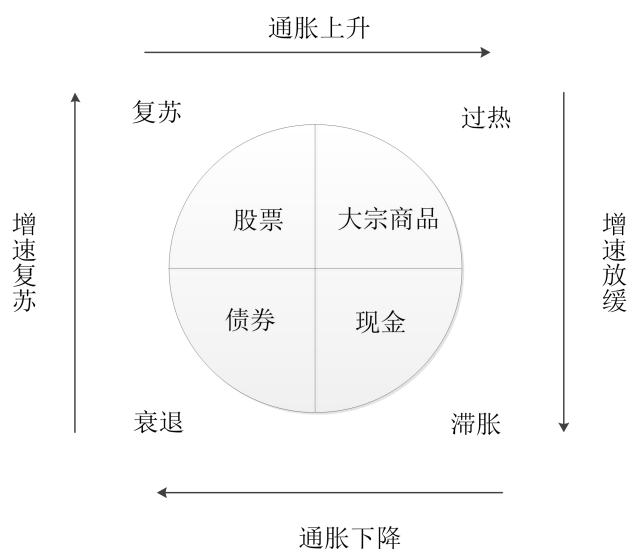 通胀上升
复苏
过热
增速复苏
股票
大宗商品
增速放缓
债券
现金
衰退
滞胀
通胀下降